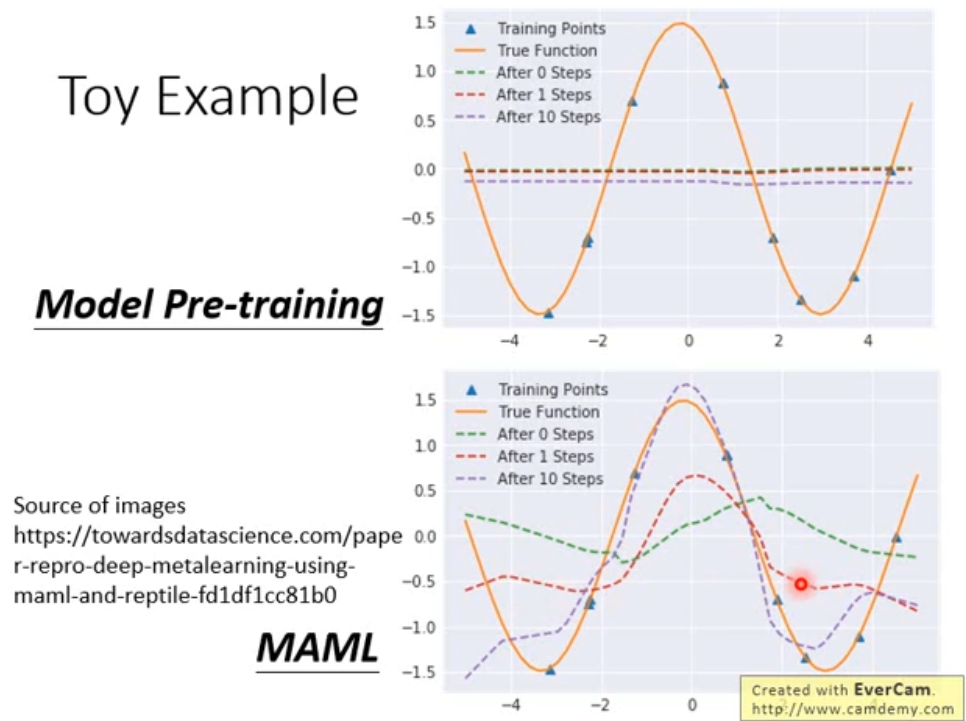 Toy Example
Model Pre-training
1.5
1.0
0.5
0.0
−0.5
−1.0
−1.5
Training Points
True Function
After 0 Steps
After 1 Steps
After 10 Steps
−4
−2
0
2
4
Source of images
https://towardsdatascience.com/pape
r-repro-deep-metalearning-using-
maml-and-reptile-fd1df1cc81b0
MAML
1.5
1.0
0.5
0.0
−0.5
−1.0
−1.5
Training Points
True Function
After 0 Steps
After 1 Steps
After 10 Steps
−4
−2
0
Created with EverCam.
http://www.camdemy.com